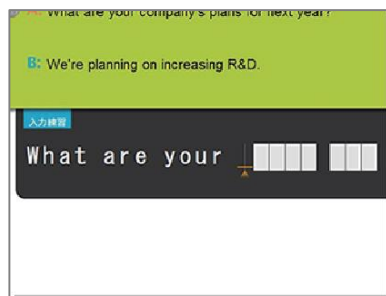 A: What are your company's plans for next year?
B: We're planning on increasing R&D.
入力練習
What are your